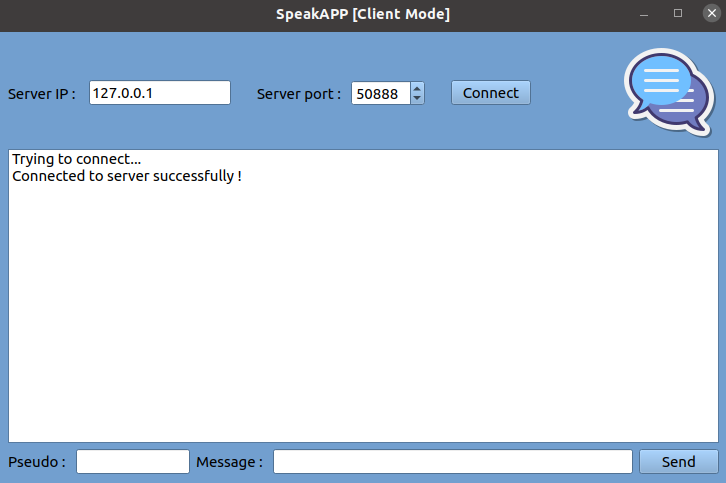 SpeakAPP [Client Mode]
Server IP : 127.0.0.1 Server port : 50888 Connect
Trying to connect...
Connected to server successfully !
Pseudo : Message : Send